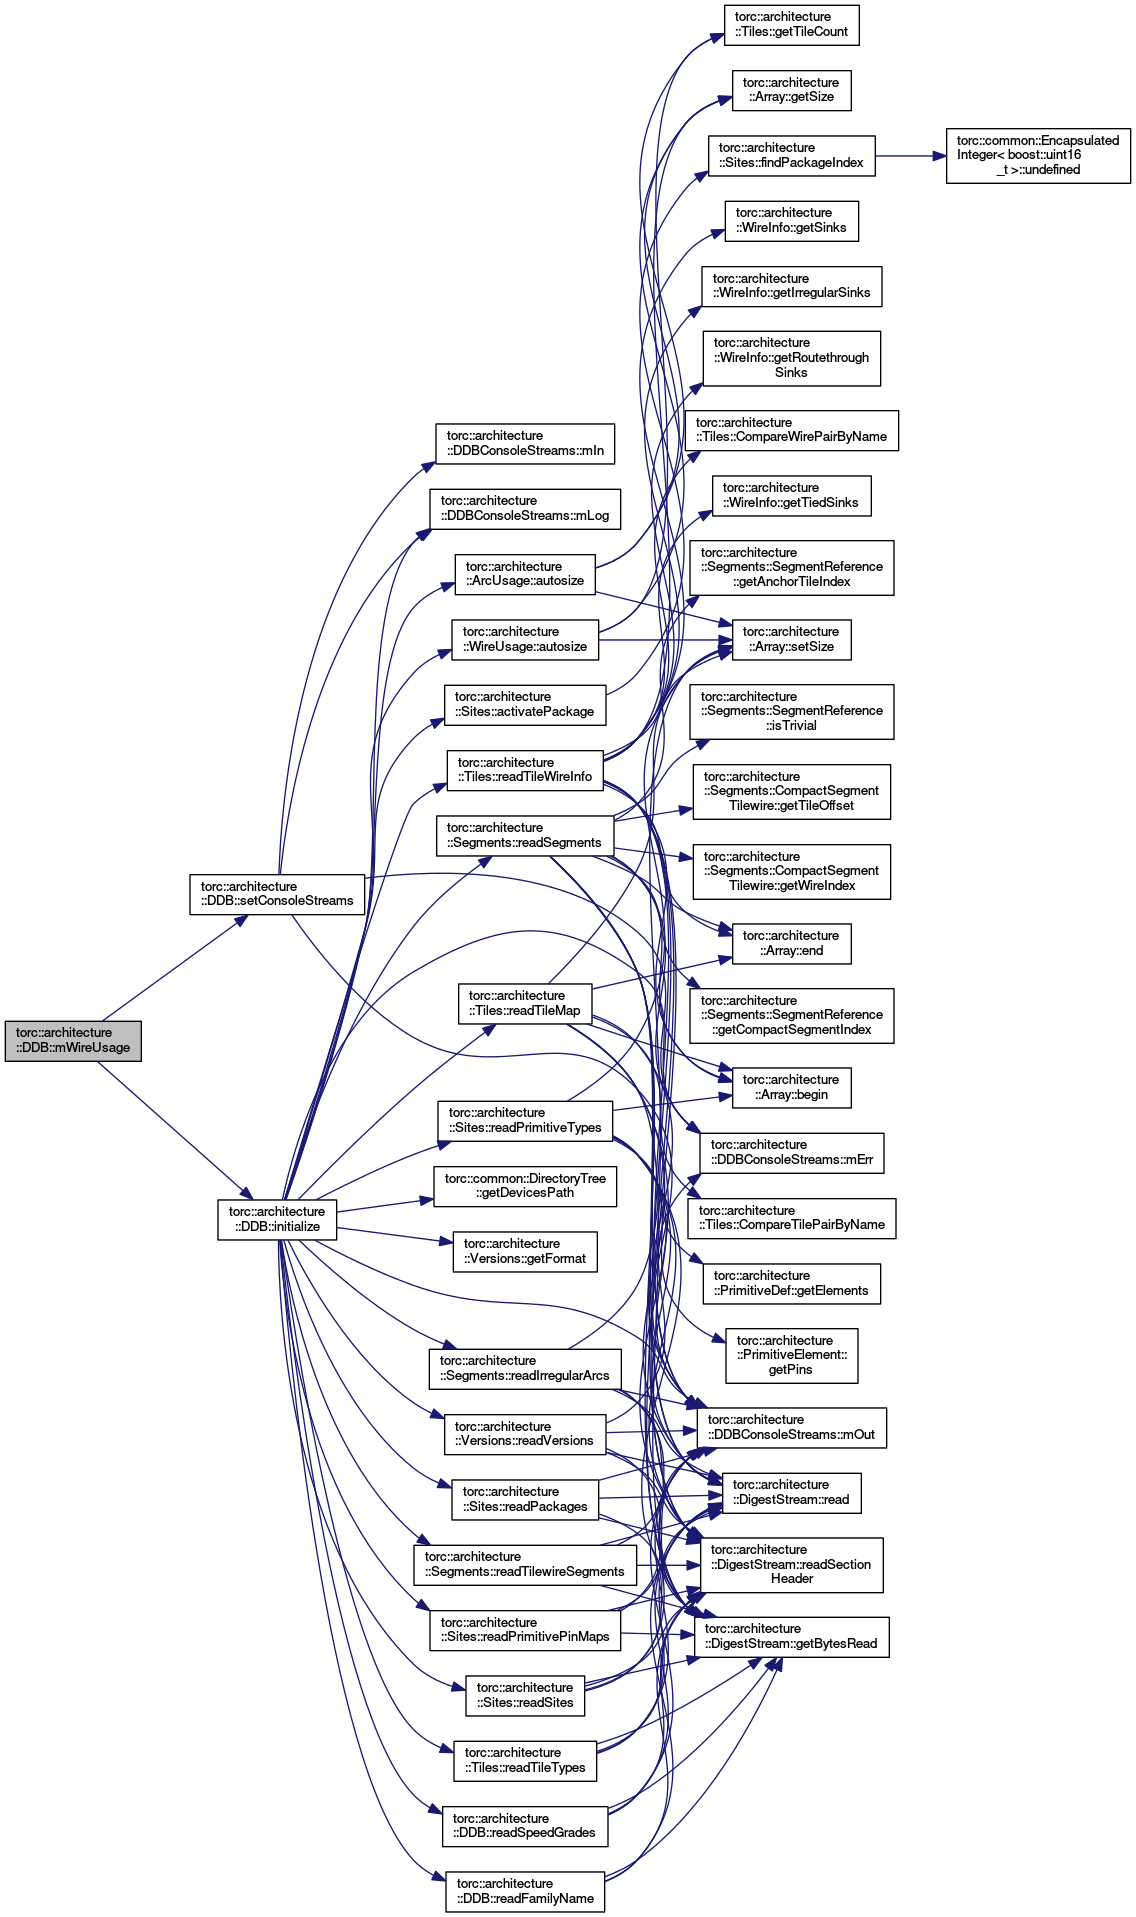 torc::architecture
::DDB::mWireUsage
torc::architecture
::DDB::setConsoleStreams
torc::architecture
::DDB::initialize
torc::architecture
::DDBConsoleStreams::mIn
torc::architecture
::DDBConsoleStreams::mLog
torc::architecture
::ArcUsage::autosize
torc::architecture
::WireUsage::autosize
torc::architecture
::Sites::activatePackage
torc::architecture
::Tiles::readTileWireInfo
torc::architecture
::Segments::readSegments
torc::architecture
::Tiles::readTileMap
torc::architecture
::Sites::readPrimitiveTypes
torc::common::DirectoryTree
::getDevicesPath
torc::architecture
::Versions::getFormat
torc::architecture
::Segments::readIrregularArcs
torc::architecture
::Versions::readVersions
torc::architecture
::Sites::readPackages
torc::architecture
::Segments::readTilewireSegments
torc::architecture
::Sites::readPrimitivePinMaps
torc::architecture
::Sites::readSites
torc::architecture
::Tiles::readTileTypes
torc::architecture
::DDB::readSpeedGrades
torc::architecture
::DDB::readFamilyName
torc::architecture
::Tiles::getTileCount
torc::architecture
::Array::getSize
torc::architecture
::Sites::findPackageIndex
torc::architecture
::WireInfo::getSinks
torc::architecture
::WireInfo::getIrregularSinks
torc::architecture
::WireInfo::getRoutethrough
Sinks
torc::architecture
::Tiles::CompareWirePairByName
torc::architecture
::WireInfo::getTiedSinks
torc::architecture
::Segments::SegmentReference
::getAnchorTileIndex
torc::architecture
::Array::setSize
torc::architecture
::Segments::SegmentReference
::isTrivial
torc::architecture
::Segments::CompactSegment
Tilewire::getTileOffset
torc::architecture
::Segments::CompactSegment
Tilewire::getWireIndex
torc::architecture
::Array::end
torc::architecture
::Segments::SegmentReference
::getCompactSegmentIndex
torc::architecture
::Array::begin
torc::architecture
::DDBConsoleStreams::mErr
torc::architecture
::Tiles::CompareTilePairByName
torc::architecture
::PrimitiveDef::getElements
torc::architecture
::PrimitiveElement::
getPins
torc::architecture
::DDBConsoleStreams::mOut
torc::architecture
::DigestStream::read
torc::architecture
::DigestStream::readSection
Header
torc::architecture
::DigestStream::getBytesRead
torc::common::Encapsulated
Integer< boost::uint16
_t >::undefined